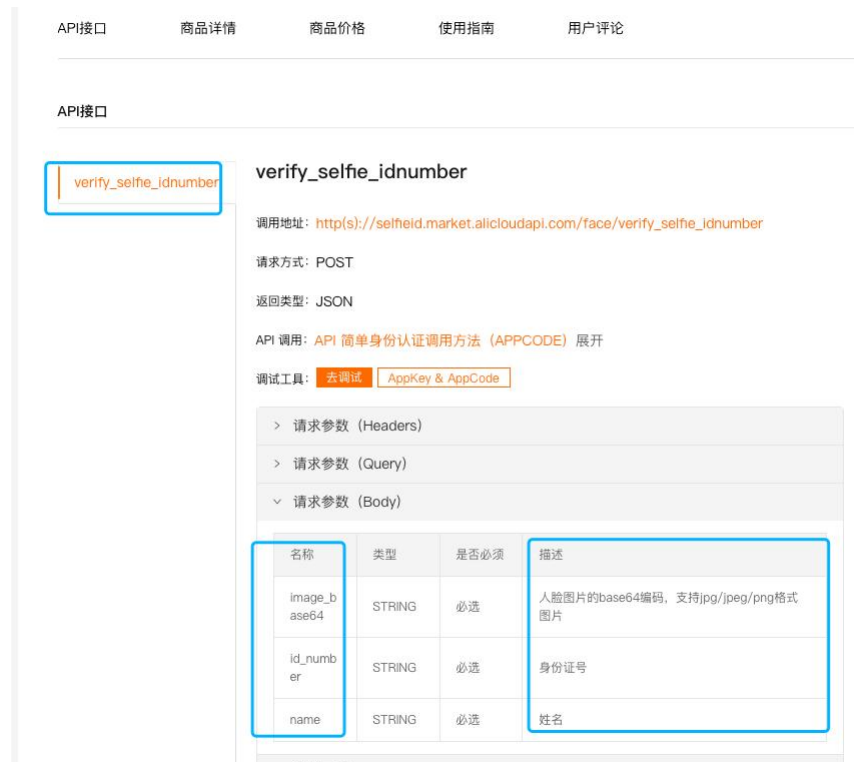 API接口 商品详情 商品价格 使用指南 用户评论
API接口
verify_selfie_idnumber
verify_selfie_idnumber
调用地址：http(s)://selfieid.market.alicloudapi.com/face/verify_selfie_idnumber
请求方式：POST
返回类型：JSON
API 调用：API 简单身份认证调用方法（APPCODE）展开
调试工具：去调试 AppKey & AppCode
请求参数（Headers）
请求参数（Query）
请求参数（Body）
名称 类型 是否必须 描述
image_b
ase64 STRING 必选 人脸图片的base64编码，支持jpg/jpeg/png格式
图片
id_numb
er STRING 必选 身份证号
name STRING 必选 姓名